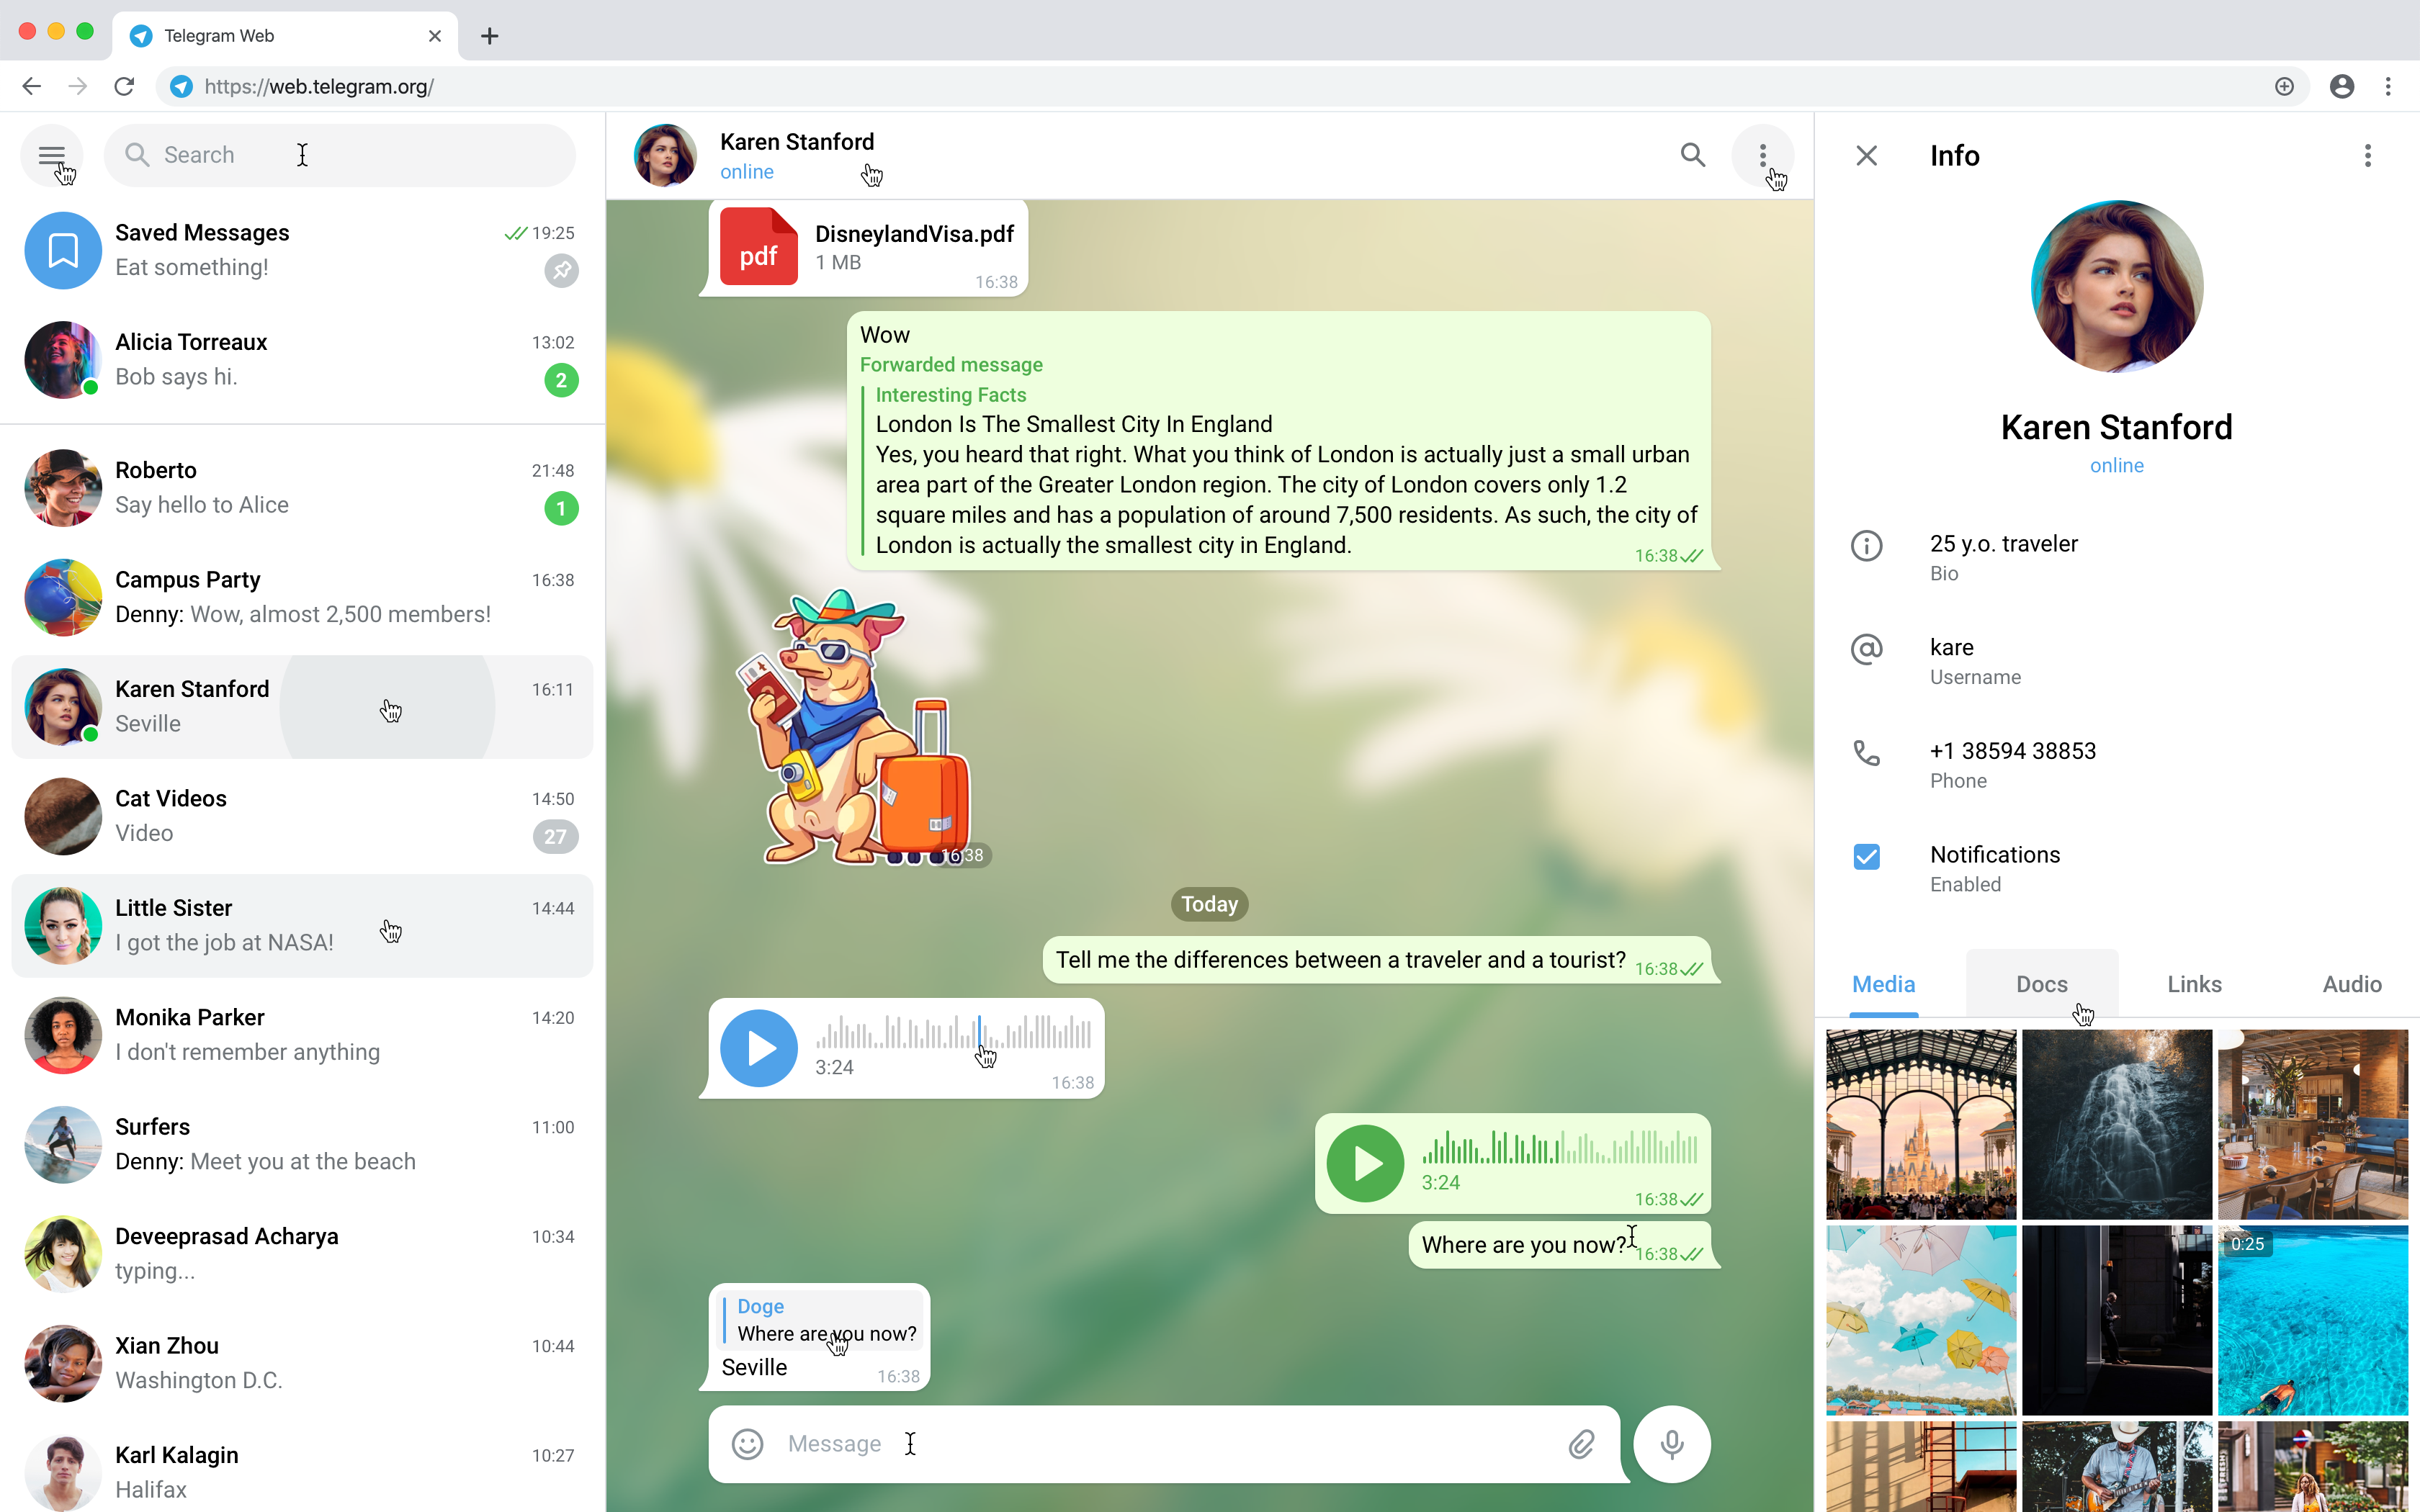 Telegram Web
https://web.telegram.org/
Search
Saved Messages
19:25
Eat something!
Alicia Torreaux
13:02
Bob says hi.
2
Roberto
21:48
Say hello to Alice
1
Campus Party
16:38
Denny: Wow, almost 2,500 members!
Karen Stanford
16:11
Seville
Cat Videos
14:50
Video
27
Little Sister
14:44
I got the job at NASA!
Monika Parker
14:20
I don't remember anything
Surfers
11:00
Denny: Meet you at the beach
Deveeprasad Acharya
10:34
typing...
Xian Zhou
10:44
Washington D.C.
Karl Kalagin
10:27
Halifax
Karen Stanford
online
pdf
DisneylandVisa.pdf
1 MB
16:38
Wow
Forwarded message
Interesting Facts
London Is The Smallest City In England
Yes, you heard that right. What you think of London is actually just a small urban
area part of the Greater London region. The city of London covers only 1.2
square miles and has a population of around 7,500 residents. As such, the city of
London is actually the smallest city in England.
16:38
16:38
Today
Tell me the differences between a traveler and a tourist?
16:38
3:24
16:38
3:24
16:38
Where are you now?
16:38
Doge
Where are you now?
Seville
16:38
Message
Info
Karen Stanford
online
25 y.o. traveler
Bio
kare
Username
+1 38594 38853
Phone
Notifications
Enabled
Media
Docs
Links
Audio
0:25